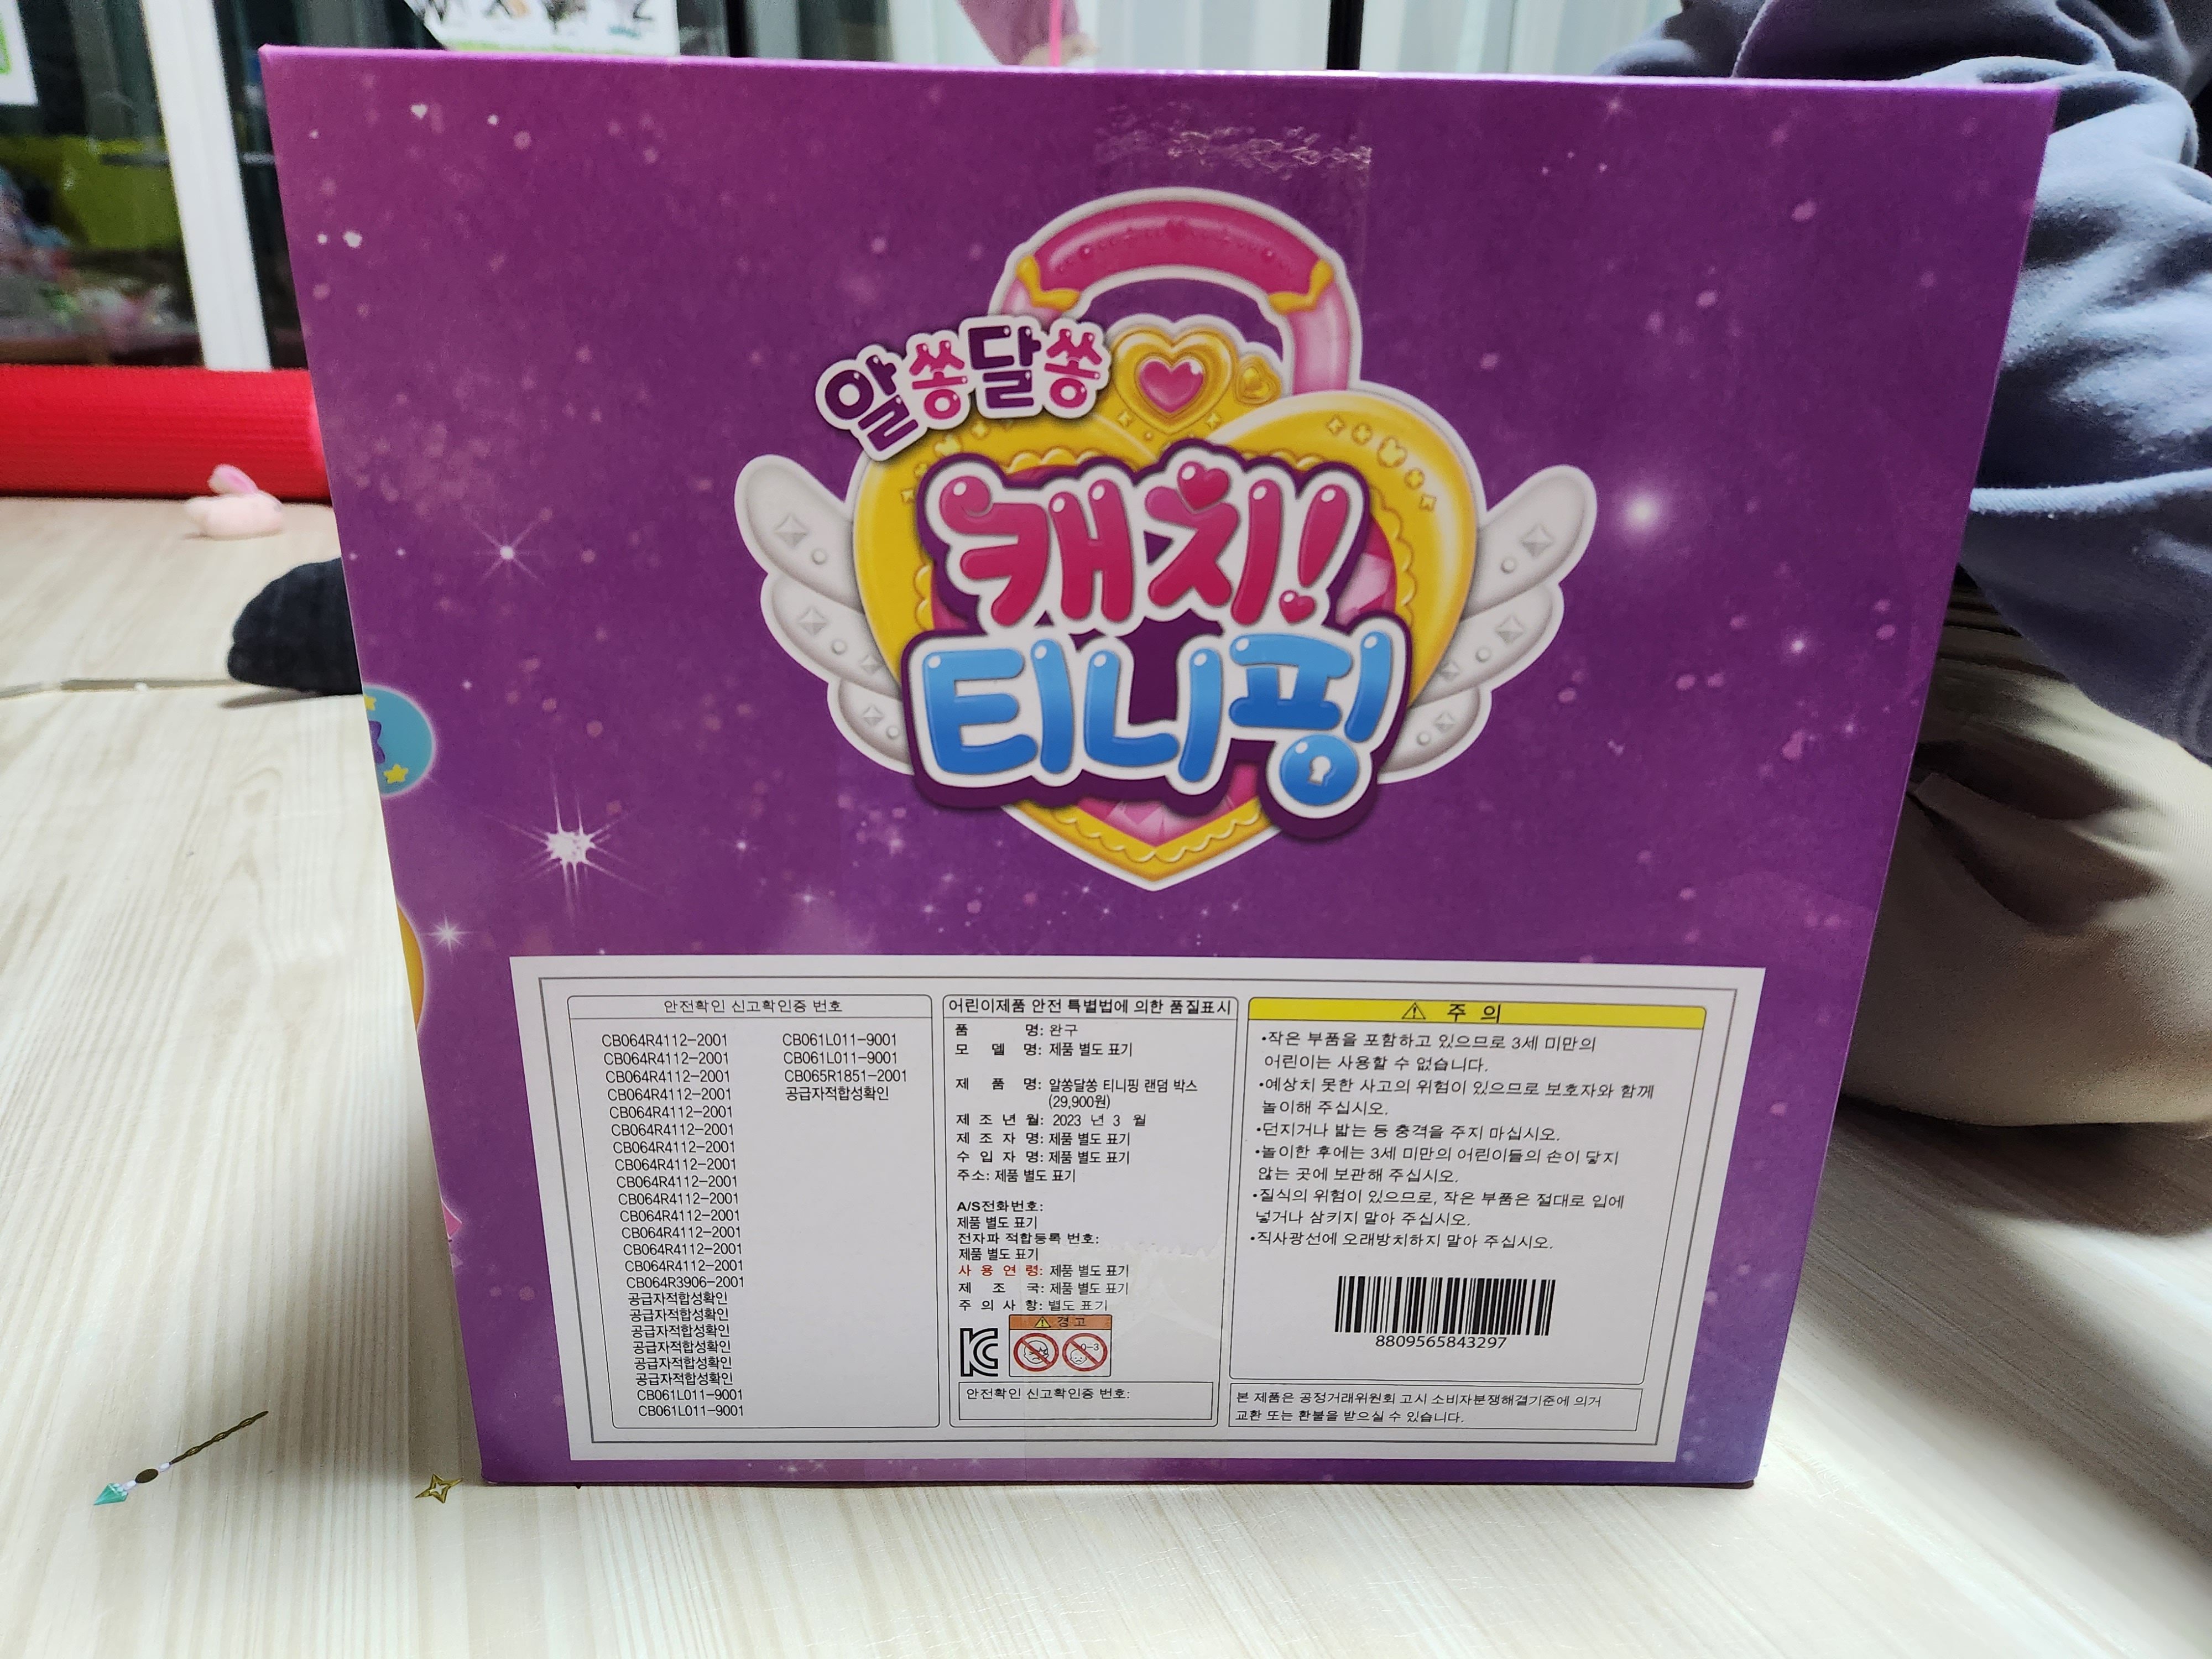 알쏭달쏭
캐치!
티니핑
안전확인 신고확인증 번호
CB064R4112-2001
CB064R4112-2001
CB064R4112-2001
CB064R4112-2001
CB064R4112-2001
CB064R4112-2001
CB064R4112-2001
CB064R4112-2001
CB064R4112-2001
CB064R4112-2001
CB064R4112-2001
CB064R4112-2001
CB064R4112-2001
CB064R4112-2001
CB064R3906-2001
공급자적합성확인
공급자적합성확인
공급자적합성확인
공급자적합성확인
공급자적합성확인
공급자적합성확인
CB061L011-9001
CB061L011-9001
CB061L011-9001
CB061L011-9001
CB065R1851-2001
공급자적합성확인
어린이제품 안전 특별법에 의한 품질표시
품 명: 완구
모 델 명: 제품 별도 표기
제 품 명: 알쏭달쏭 티니핑 랜덤 박스
(29,900원)
제 조 년 월: 2023 년 3 월
제 조 자 명: 제품 별도 표기
수 입 자 명: 제품 별도 표기
주소: 제품 별도 표기
A/S전화번호:
제품 별도 표기
전자파 적합등록 번호:
제품 별도 표기
사 용 연 령: 제품 별도 표기
제 조 국: 제품 별도 표기
주 의 사 항: 별도 표기
경고
0-3
안전확인 신고확인증 번호:
주 의
•작은 부품을 포함하고 있으므로 3세 미만의
어린이는 사용할 수 없습니다.
•예상치 못한 사고의 위험이 있으므로 보호자와 함께
놀이해 주십시오.
•던지거나 밟는 등 충격을 주지 마십시오.
•놀이한 후에는 3세 미만의 어린이들의 손이 닿지
않는 곳에 보관해 주십시오.
•질식의 위험이 있으므로, 작은 부품은 절대로 입에
넣거나 삼키지 말아 주십시오.
•직사광선에 오래방치하지 말아 주십시오.
8809565843297
본 제품은 공정거래위원회 고시 소비자분쟁해결기준에 의거
교환 또는 환불을 받으실 수 있습니다.